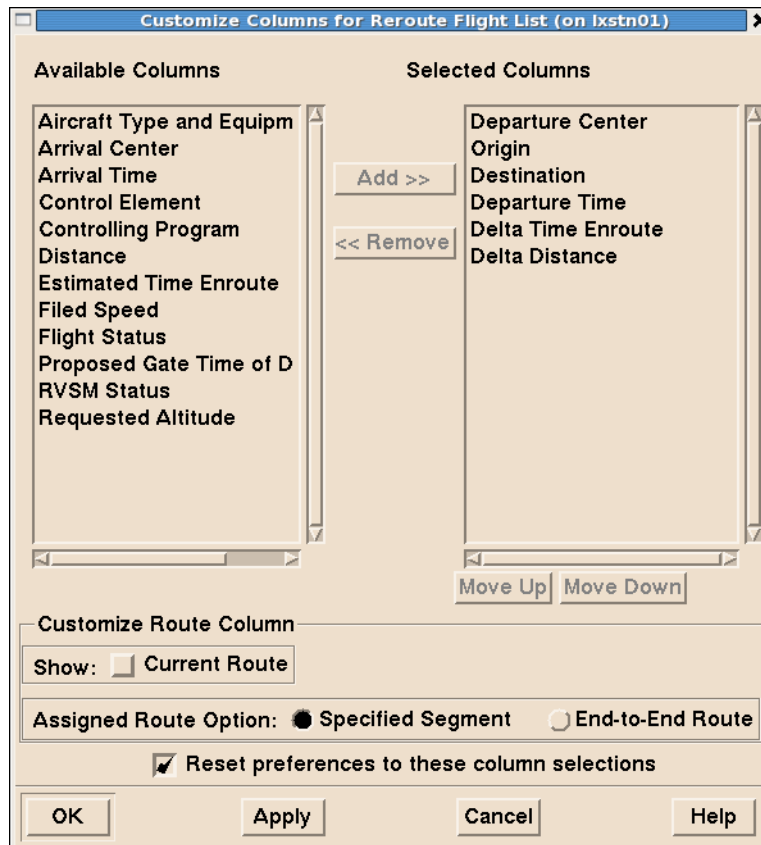 Customize Columns for Reroute Flight List (on lxstn01)
Available Columns
Selected Columns
Aircraft Type and Equipm
Arrival Center
Arrival Time
Control Element
Controlling Program
Distance
Estimated Time Enroute
Filed Speed
Flight Status
Proposed Gate Time of D
RVSM Status
Requested Altitude
Add >>
<< Remove
Departure Center
Origin
Destination
Departure Time
Delta Time Enroute
Delta Distance
Move Up
Move Down
Customize Route Column
Show: Current Route
Assigned Route Option: Specified Segment End-to-End Route
Reset preferences to these column selections
OK Apply Cancel Help